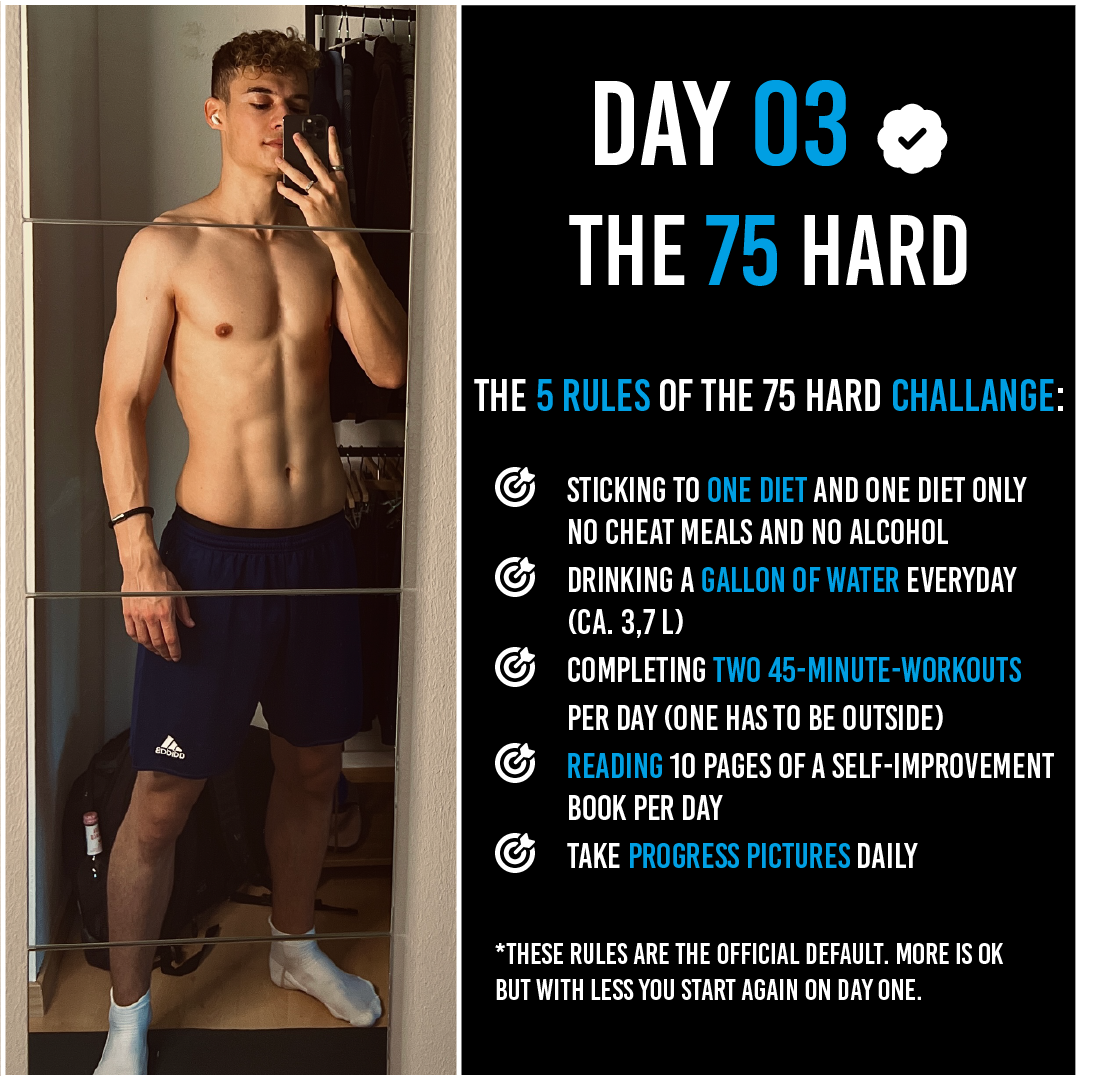 DAY 03
THE 75 HARD
THE 5 RULES OF THE 75 HARD CHALLANGE:
STICKING TO ONE DIET AND ONE DIET ONLY
NO CHEAT MEALS AND NO ALCOHOL
DRINKING A GALLON OF WATER EVERYDAY
(CA. 3,7 L)
COMPLETING TWO 45-MINUTE-WORKOUTS
PER DAY (ONE HAS TO BE OUTSIDE)
READING 10 PAGES OF A SELF-IMPROVEMENT
BOOK PER DAY
TAKE PROGRESS PICTURES DAILY
*THESE RULES ARE THE OFFICIAL DEFAULT. MORE IS OK
BUT WITH LESS YOU START AGAIN ON DAY ONE.